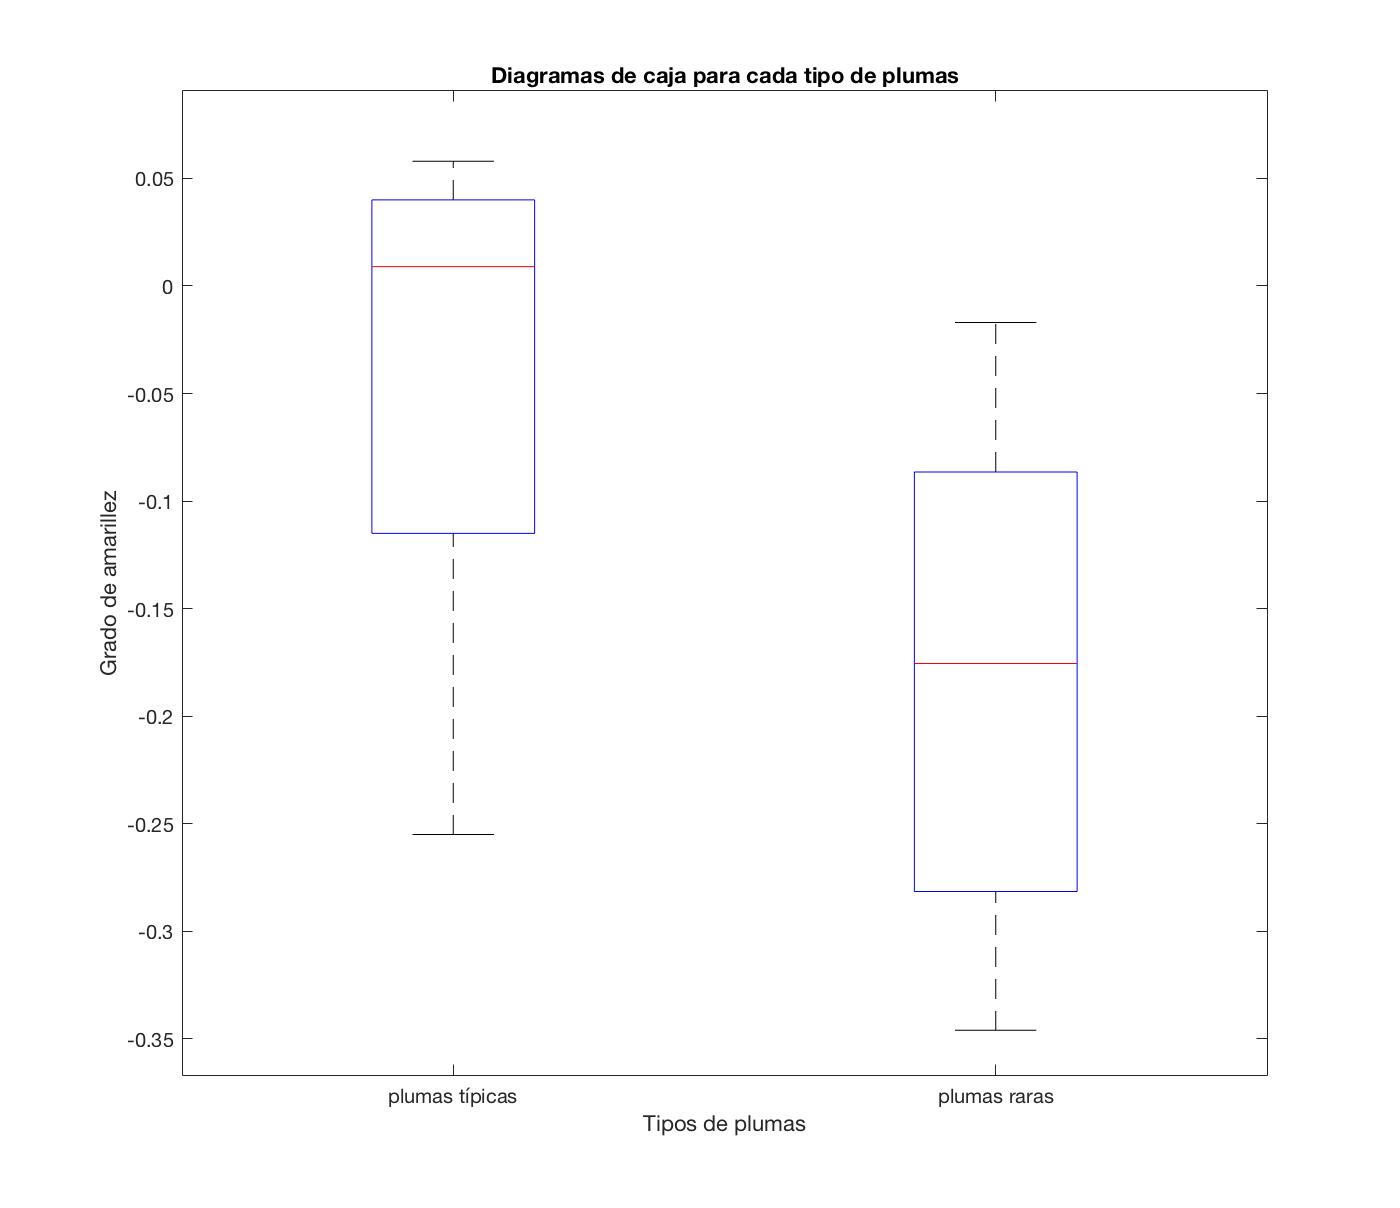 Diagramas de caja para cada tipo de plumas
0.05
0
-0.05
-0.1
-0.15
-0.2
-0.25
-0.3
-0.35
Grado de amarillez
plumas típicas
plumas raras
Tipos de plumas